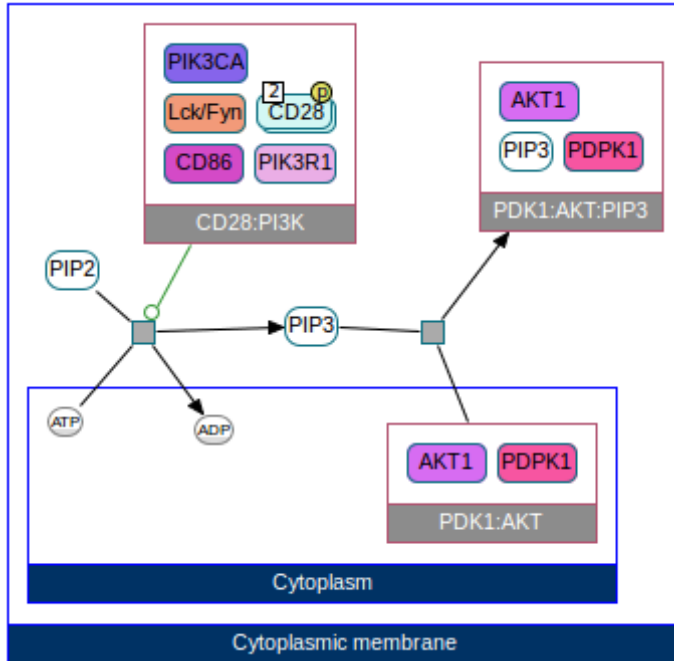 PIK3CA
2
p
Lck/Fyn
CD28
CD86
PIK3R1
CD28:PI3K
AKT1
PIP3
PDPK1
PDK1:AKT:PIP3
PIP2
PIP3
ATP
ADP
AKT1
PDPK1
PDK1:AKT
Cytoplasm
Cytoplasmic membrane